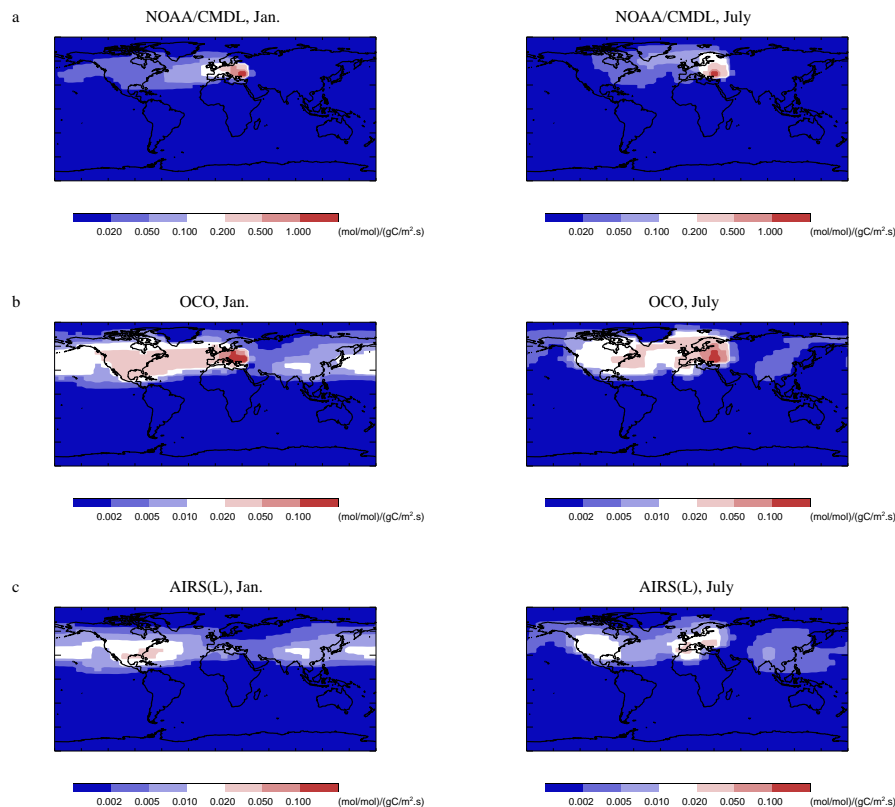 a
NOAA/CMDL, Jan.
NOAA/CMDL, July
0.020 0.050 0.100 0.200 0.500 1.000 (mol/mol)/(gC/m².s)
0.020 0.050 0.100 0.200 0.500 1.000 (mol/mol)/(gC/m².s)
b
OCO, Jan.
OCO, July
0.002 0.005 0.010 0.020 0.050 0.100 (mol/mol)/(gC/m².s)
0.002 0.005 0.010 0.020 0.050 0.100 (mol/mol)/(gC/m².s)
c
AIRS(L), Jan.
AIRS(L), July
0.002 0.005 0.010 0.020 0.050 0.100 (mol/mol)/(gC/m².s)
0.002 0.005 0.010 0.020 0.050 0.100 (mol/mol)/(gC/m².s)